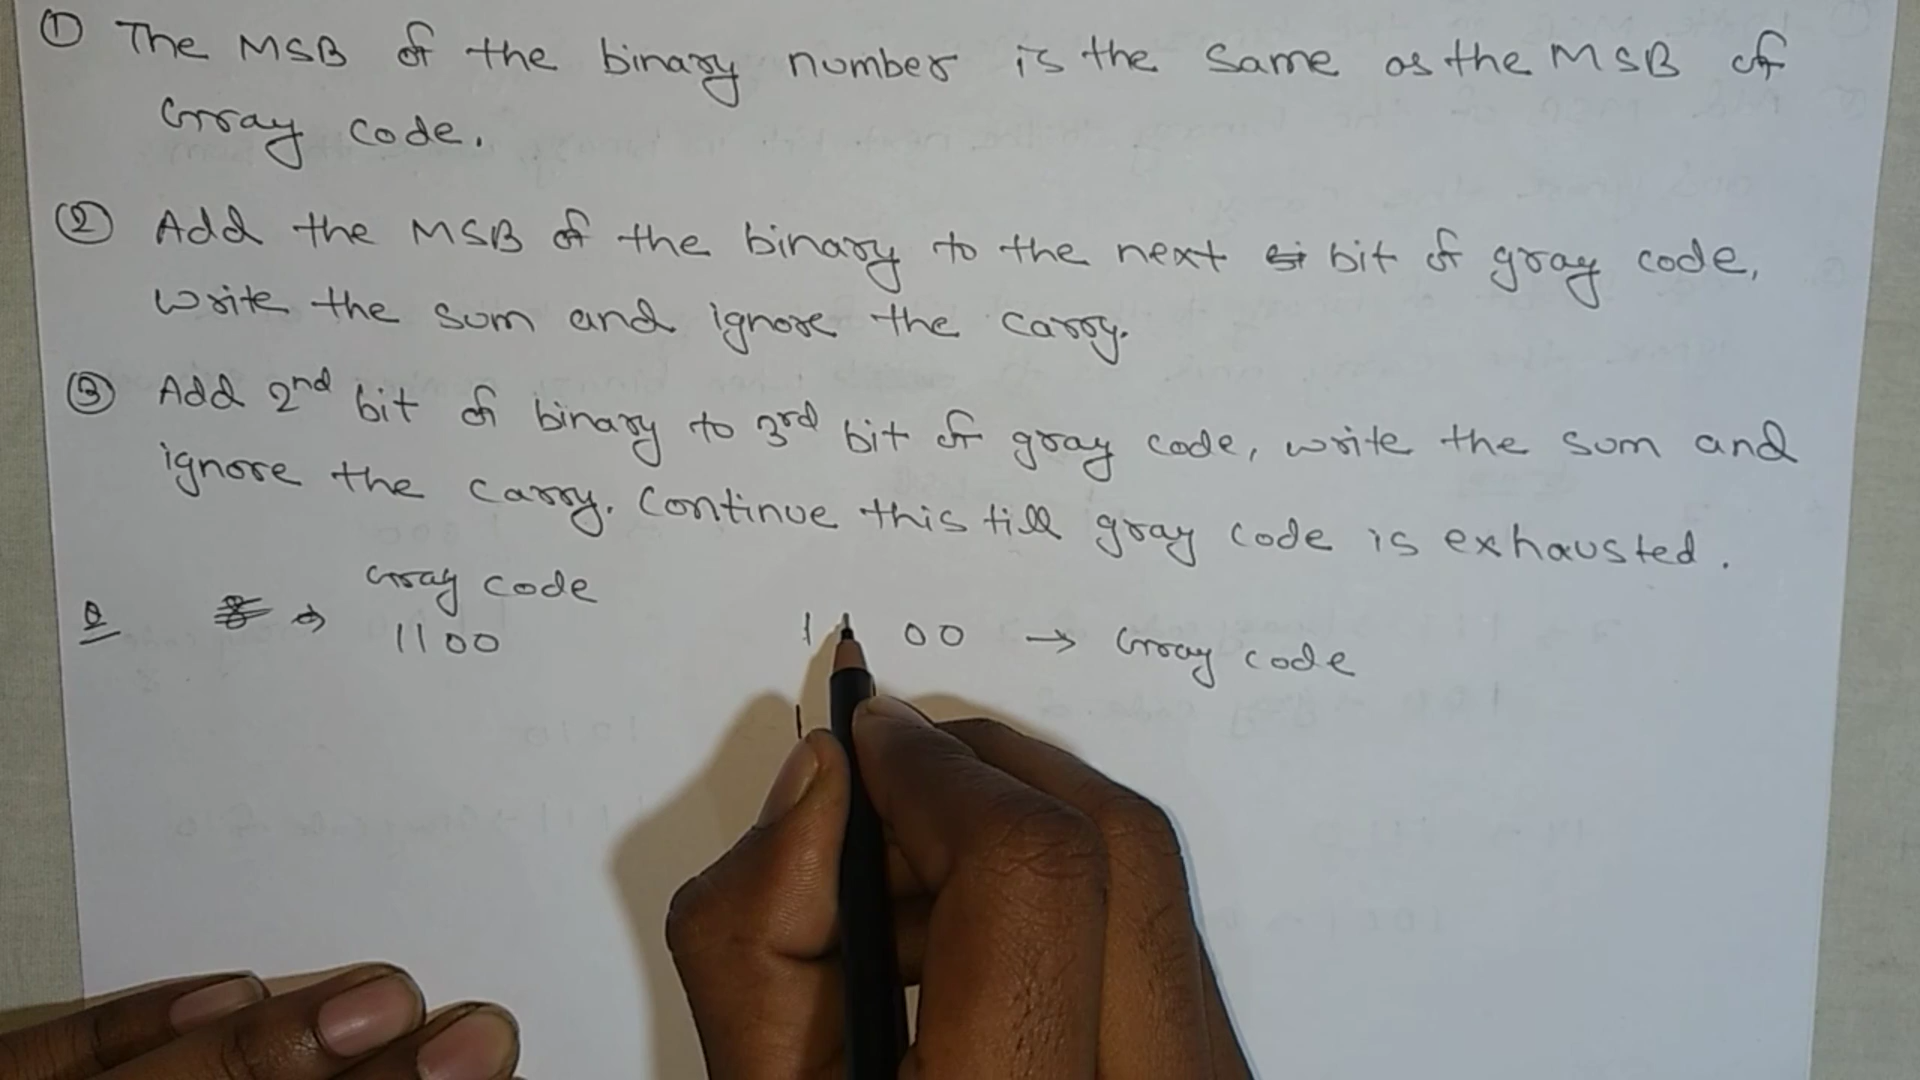 ① The MSB of the binary number is the same as the MSB of
Gray code.
② Add the MSB of the binary to the next bit of gray code,
write the sum and ignore the carry.
③ Add 2nd bit of binary to 3rd bit of gray code, write the sum and
ignore the carry. Continue this till gray code is exhausted.
Gray code
Q ⇒ 1100
1 1 00 → Gray code
1